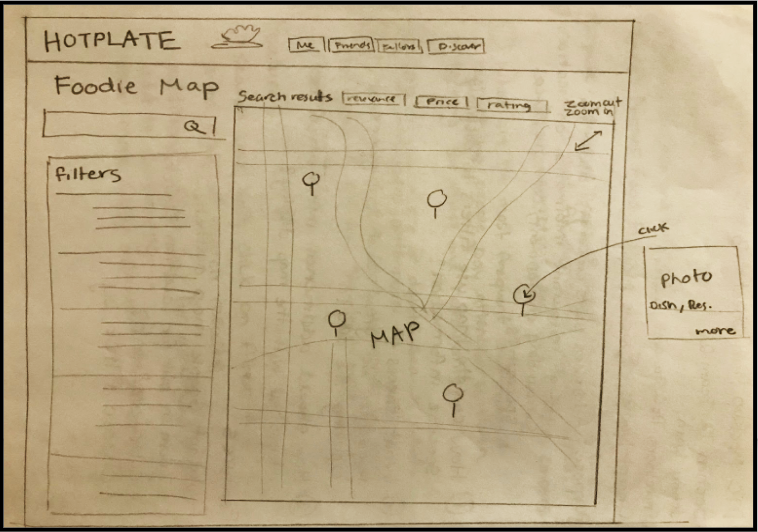 HOTPLATE
Me Friends Discover
Foodie Map
Search results relevance Price rating
Zoom out
Zoom in
filters
MAP
click
photo
Dish, Res.
more